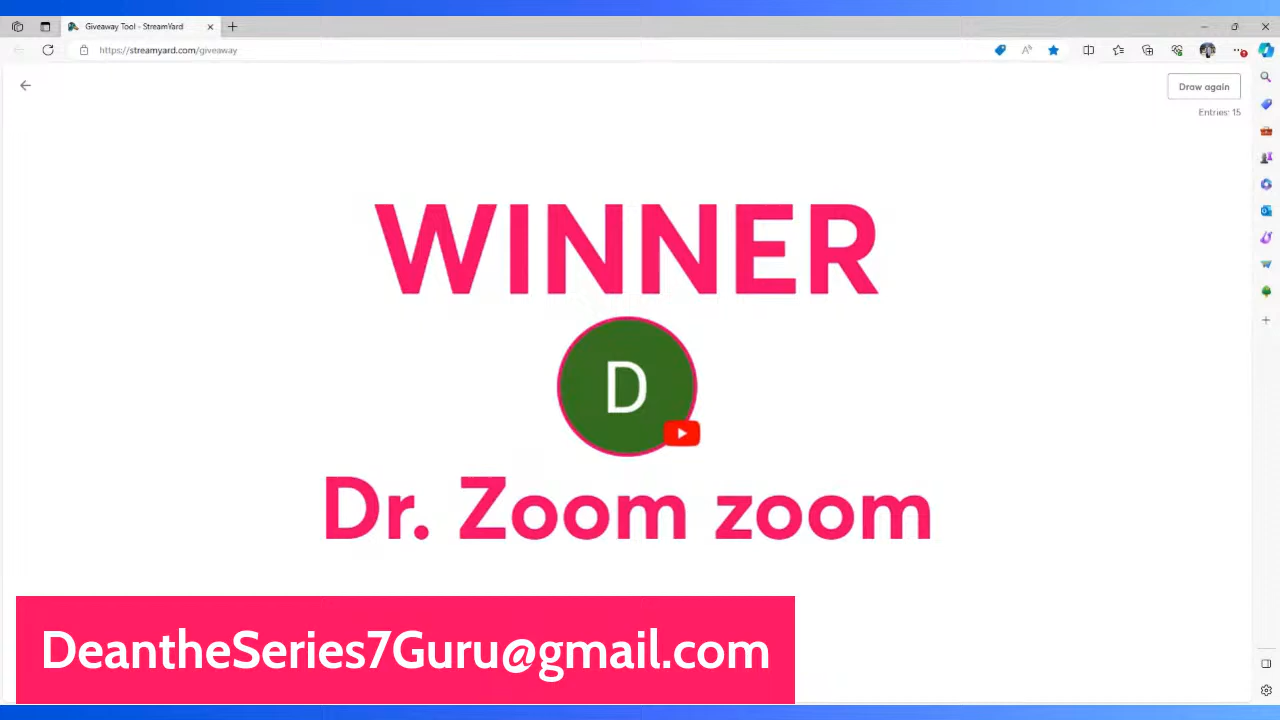 Giveaway Tool - StreamYard
https://streamyard.com/giveaway
Draw again
Entries: 15
WINNER
D
Dr. Zoom zoom
DeantheSeries7Guru@gmail.com